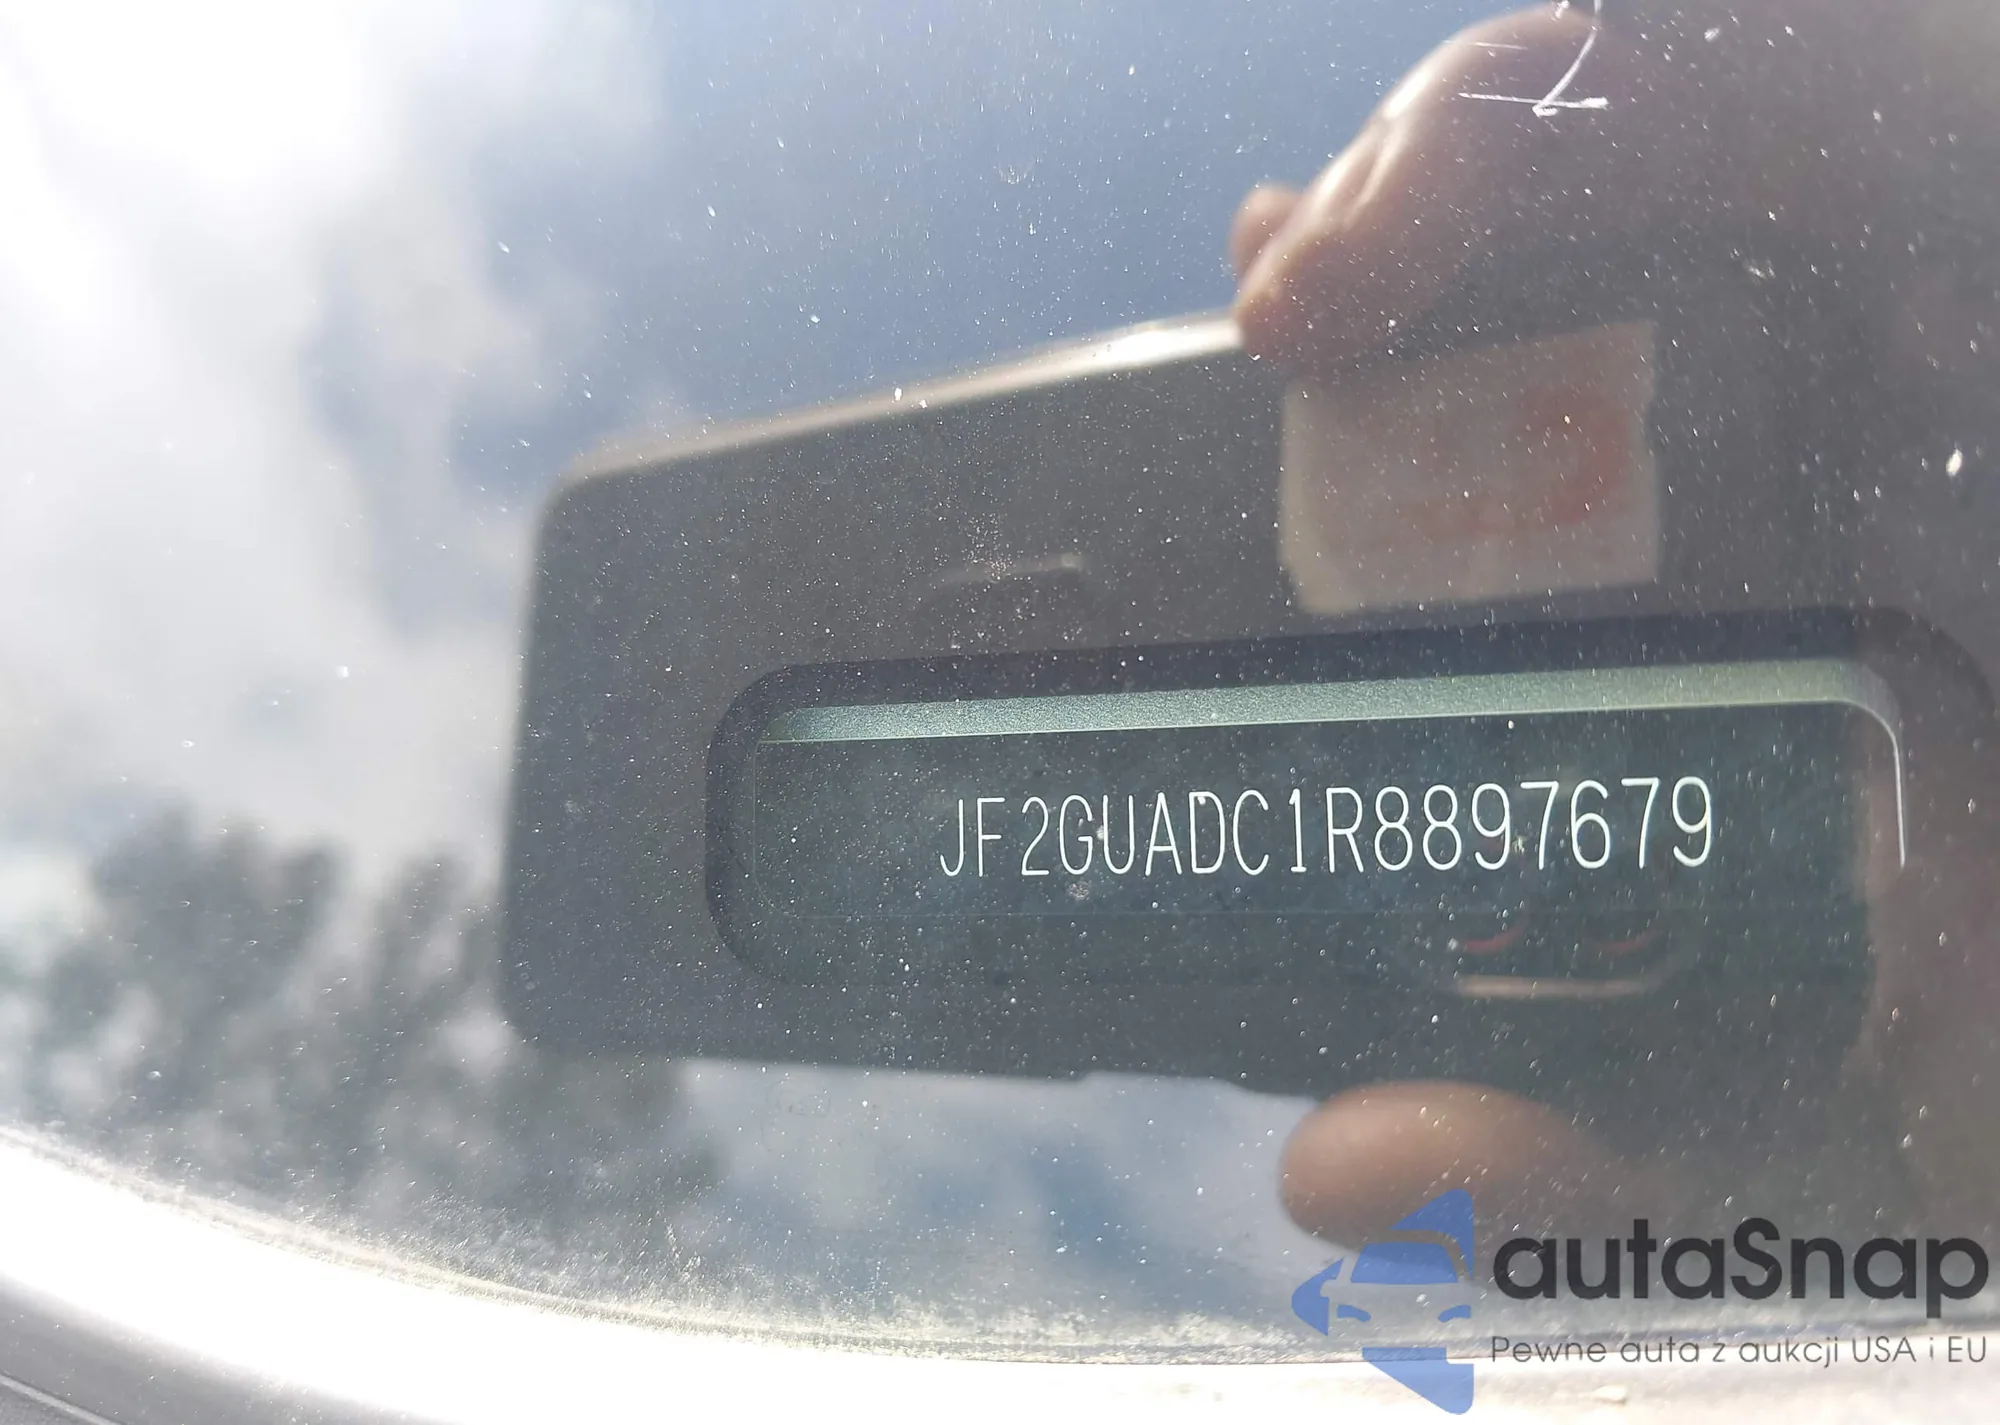 JF2GUADC1R8897679
autaSnap
Pewne auta z aukcji USA i EU